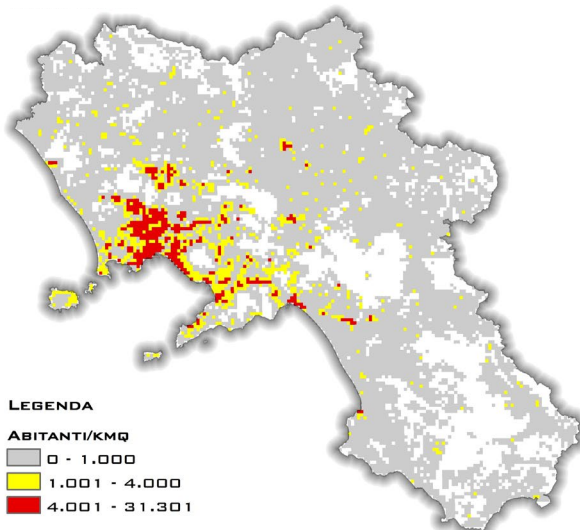 LEGENDA
ABITANTI/KMQ
0 - 1.000
1.001 - 4.000
4.001 - 31.301